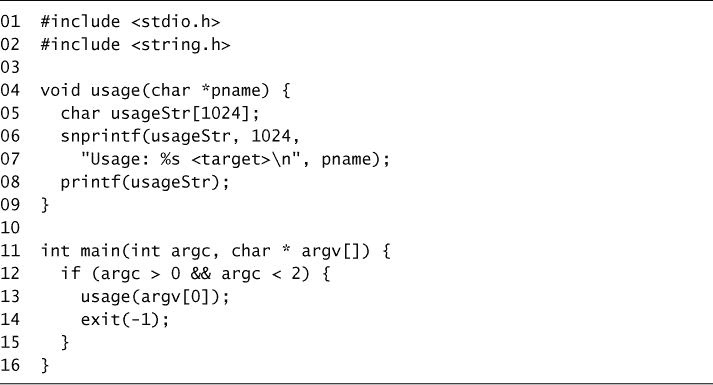 01 #include <stdio.h>
02 #include <string.h>
03
04 void usage(char *pname) {
05   char usageStr[1024];
06   snprintf(usageStr, 1024,
07     "Usage: %s <target>\n", pname);
08   printf(usageStr);
09 }
10
11 int main(int argc, char * argv[]) {
12   if (argc > 0 && argc < 2) {
13     usage(argv[0]);
14     exit(-1);
15   }
16 }